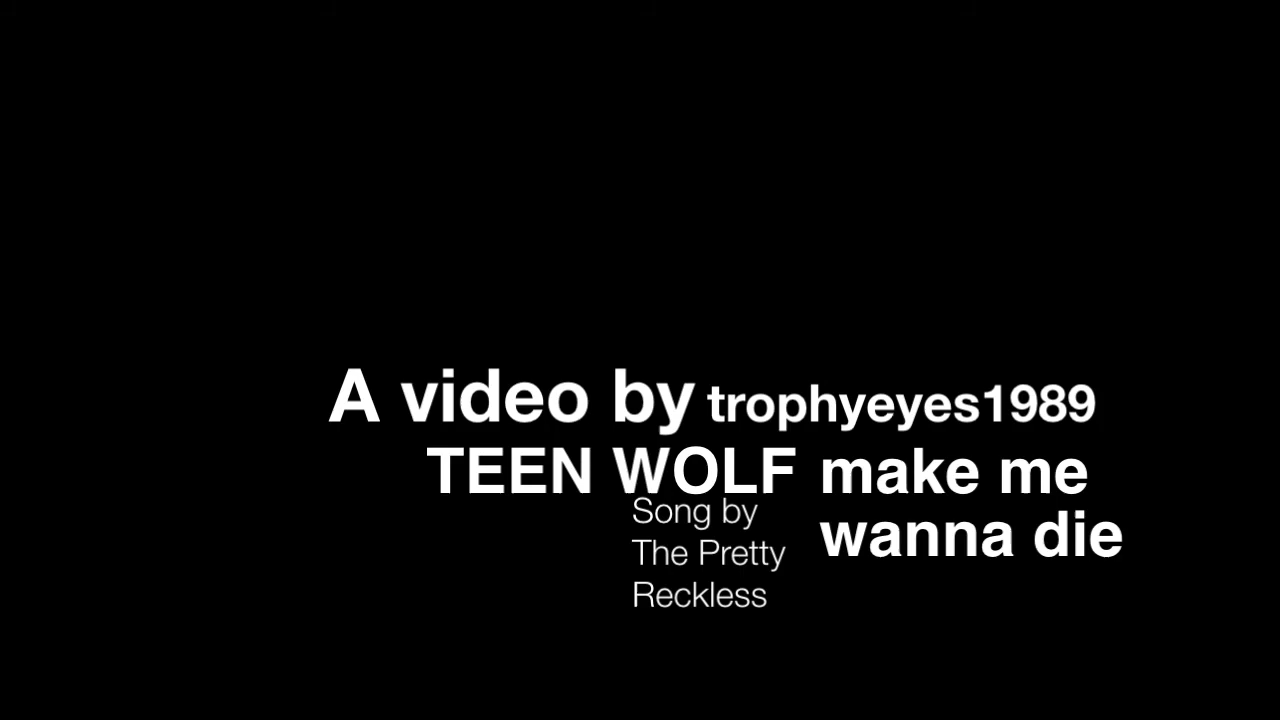 A video by trophyeyes1989
TEEN WOLF make me
wanna die
Song by
The Pretty
Reckless